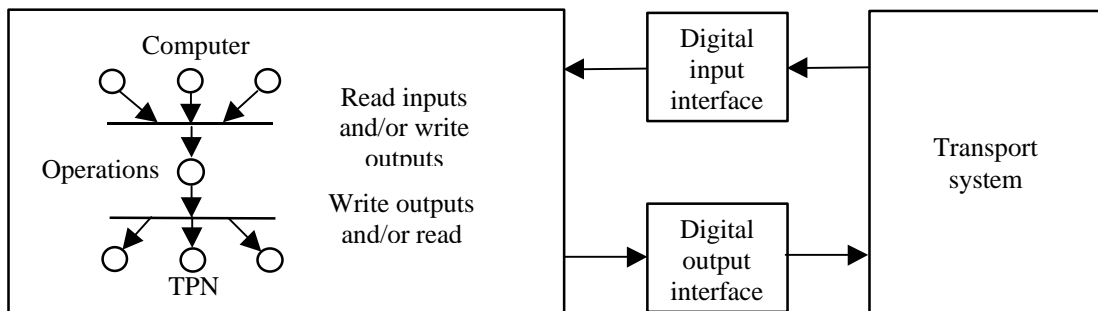 Computer
Operations
TPN
Read inputs
and/or write
outputs
Write outputs
and/or read
Digital
input
interface
Digital
output
interface
Transport
system